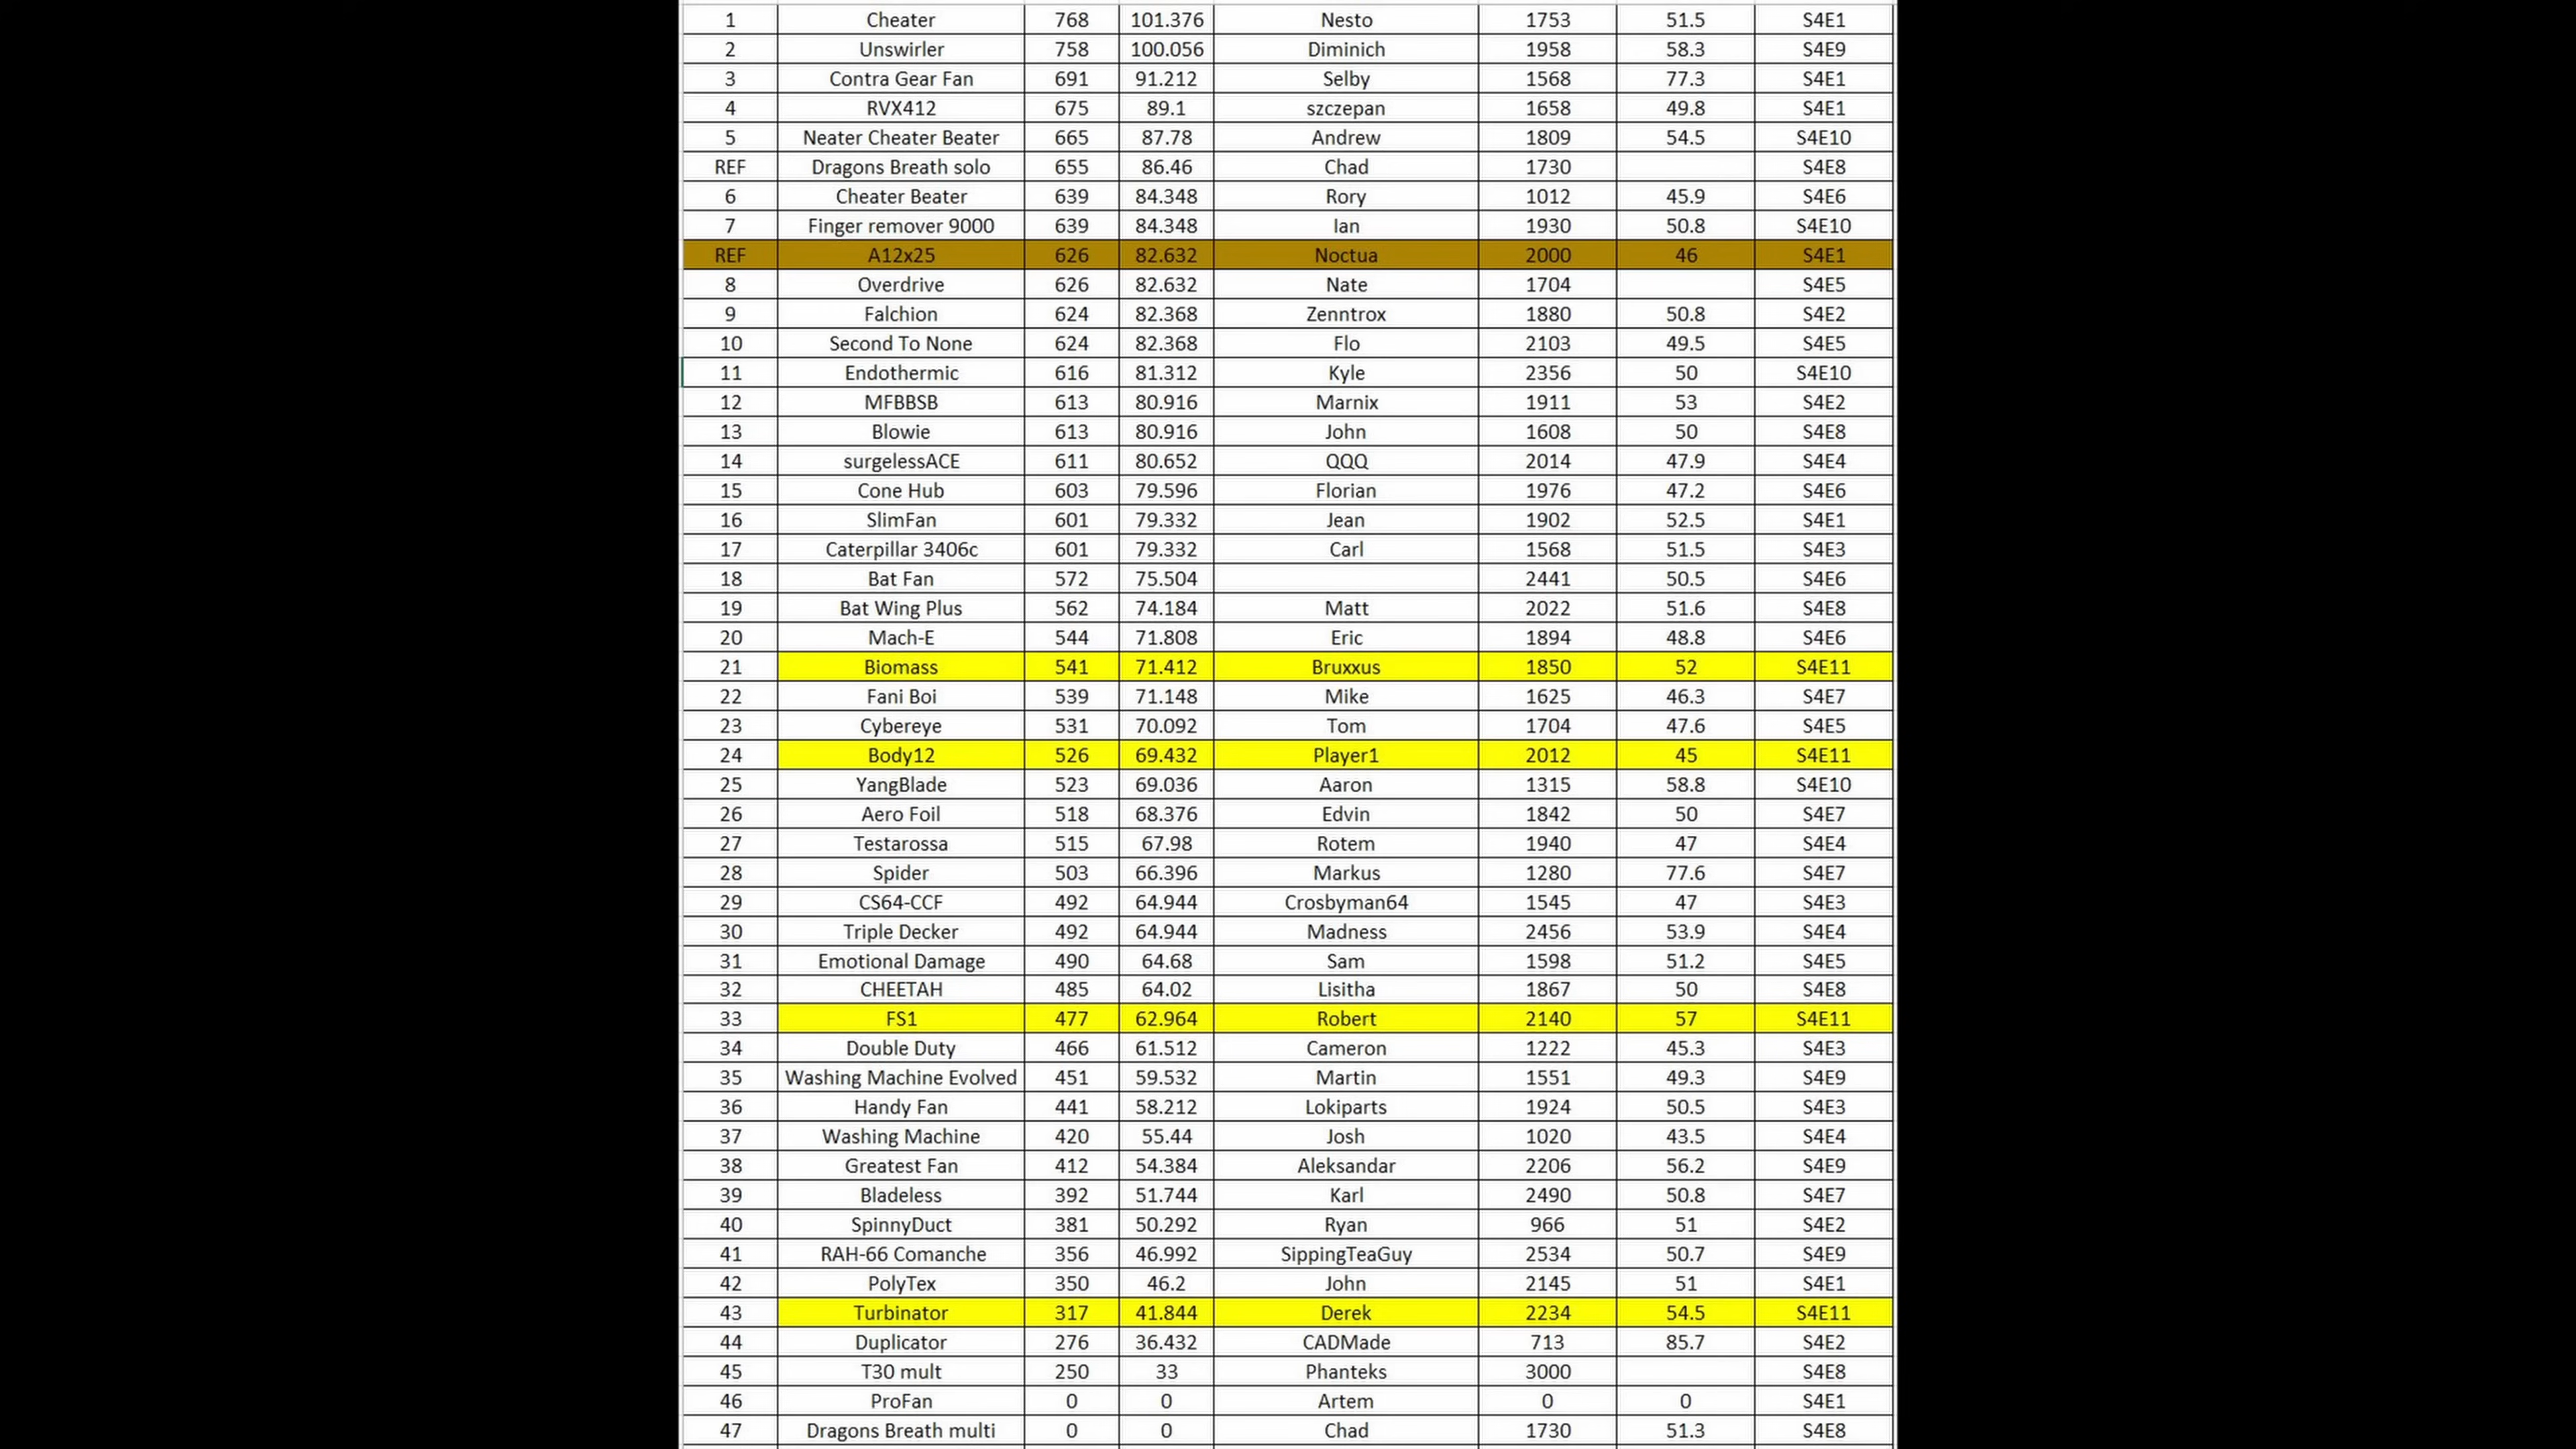 1 Cheater 768 101.376 Nesto 1753 51.5 S4E1
2 Unswirler 758 100.056 Diminich 1958 58.3 S4E9
3 Contra Gear Fan 691 91.212 Selby 1568 77.3 S4E1
4 RVX412 675 89.1 szczepan 1658 49.8 S4E1
5 Neater Cheater Beater 665 87.78 Andrew 1809 54.5 S4E10
REF Dragons Breath solo 655 86.46 Chad 1730 S4E8
6 Cheater Beater 639 84.348 Rory 1012 45.9 S4E6
7 Finger remover 9000 639 84.348 Ian 1930 50.8 S4E10
REF A12x25 626 82.632 Noctua 2000 46 S4E1
8 Overdrive 626 82.632 Nate 1704 S4E5
9 Falchion 624 82.368 Zenntrox 1880 50.8 S4E2
10 Second To None 624 82.368 Flo 2103 49.5 S4E5
11 Endothermic 616 81.312 Kyle 2356 50 S4E10
12 MFBBSB 613 80.916 Marnix 1911 53 S4E2
13 Blowie 613 80.916 John 1608 50 S4E8
14 surgelessACE 611 80.652 QQQ 2014 47.9 S4E4
15 Cone Hub 603 79.596 Florian 1976 47.2 S4E6
16 SlimFan 601 79.332 Jean 1902 52.5 S4E1
17 Caterpillar 3406c 601 79.332 Carl 1568 51.5 S4E3
18 Bat Fan 572 75.504 2441 50.5 S4E6
19 Bat Wing Plus 562 74.184 Matt 2022 51.6 S4E8
20 Mach-E 544 71.808 Eric 1894 48.8 S4E6
21 Biomass 541 71.412 Bruxxus 1850 52 S4E11
22 Fani Boi 539 71.148 Mike 1625 46.3 S4E7
23 Cybereye 531 70.092 Tom 1704 47.6 S4E5
24 Body12 526 69.432 Player1 2012 45 S4E11
25 YangBlade 523 69.036 Aaron 1315 58.8 S4E10
26 Aero Foil 518 68.376 Edvin 1842 50 S4E7
27 Testarossa 515 67.98 Rotem 1940 47 S4E4
28 Spider 503 66.396 Markus 1280 77.6 S4E7
29 CS64-CCF 492 64.944 Crosbyman64 1545 47 S4E3
30 Triple Decker 492 64.944 Madness 2456 53.9 S4E4
31 Emotional Damage 490 64.68 Sam 1598 51.2 S4E5
32 CHEETAH 485 64.02 Lisitha 1867 50 S4E8
33 FS1 477 62.964 Robert 2140 57 S4E11
34 Double Duty 466 61.512 Cameron 1222 45.3 S4E3
35 Washing Machine Evolved 451 59.532 Martin 1551 49.3 S4E9
36 Handy Fan 441 58.212 Lokiparts 1924 50.5 S4E3
37 Washing Machine 420 55.44 Josh 1020 43.5 S4E4
38 Greatest Fan 412 54.384 Aleksandar 2206 56.2 S4E9
39 Bladeless 392 51.744 Karl 2490 50.8 S4E7
40 SpinnyDuct 381 50.292 Ryan 966 51 S4E2
41 RAH-66 Comanche 356 46.992 SippingTeaGuy 2534 50.7 S4E9
42 PolyTex 350 46.2 John 2145 51 S4E1
43 Turbinator 317 41.844 Derek 2234 54.5 S4E11
44 Duplicator 276 36.432 CADMade 713 85.7 S4E2
45 T30 mult 250 33 Phanteks 3000 S4E8
46 ProFan 0 0 Artem 0 0 S4E1
47 Dragons Breath multi 0 0 Chad 1730 51.3 S4E8